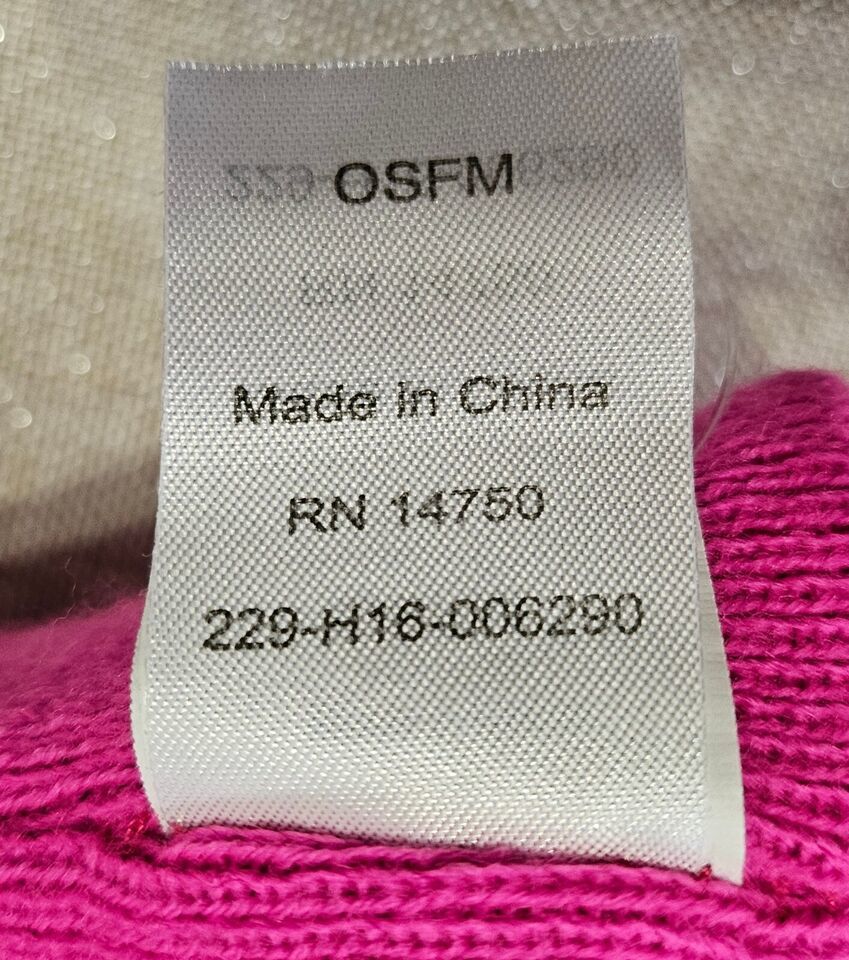 OSFM
Made in China
RN 14750
229-H16-006290